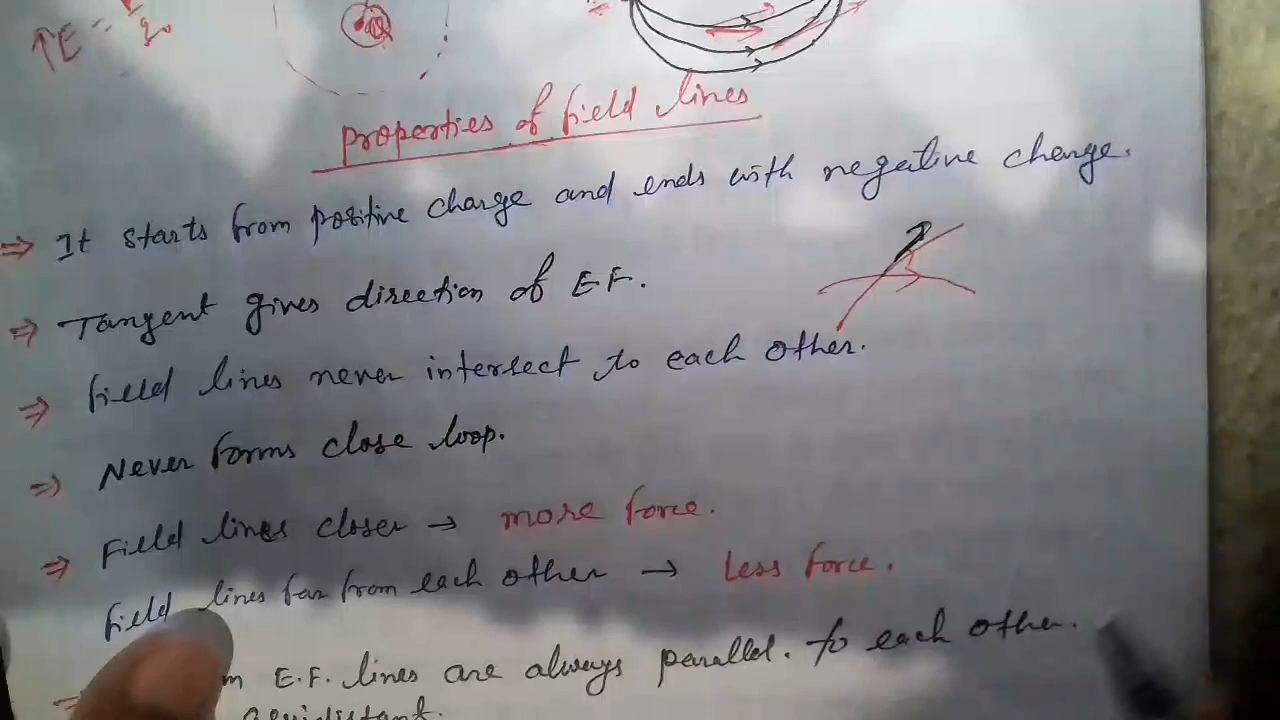 ↑E = 
q₀
Properties of field lines
⇒ It starts from positive charge and ends with negative charge.
⇒ Tangent gives direction of E.F.
⇒ field lines never intersect to each other.
⇒ Never forms close loop.
⇒ Field lines closer → more force.
field lines far from each other → Less force.
E.F. lines are always parallel. to each other.
equidistant.